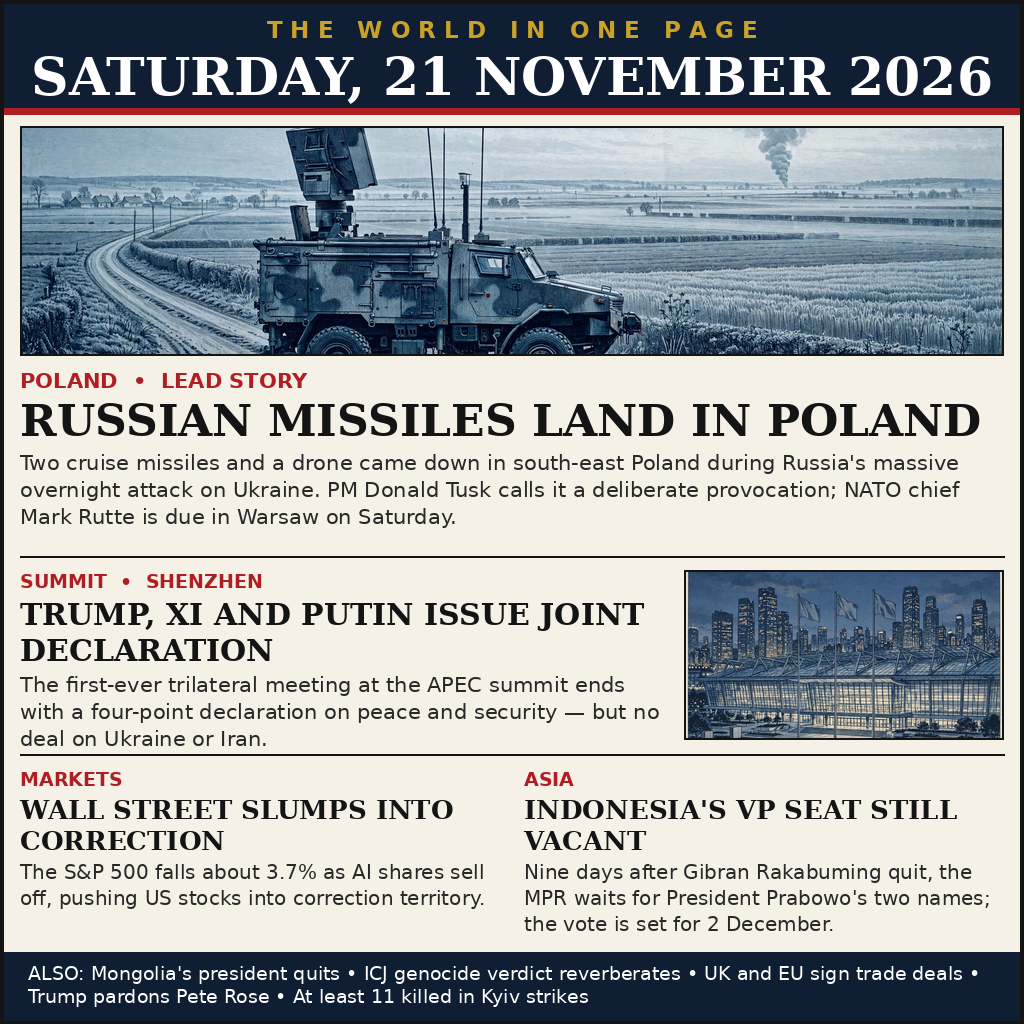 THE WORLD IN ONE PAGE
SATURDAY, 21 NOVEMBER 2026
POLAND • LEAD STORY
RUSSIAN MISSILES LAND IN POLAND
Two cruise missiles and a drone came down in south-east Poland during Russia's massive
overnight attack on Ukraine. PM Donald Tusk calls it a deliberate provocation; NATO chief
Mark Rutte is due in Warsaw on Saturday.
SUMMIT • SHENZHEN
TRUMP, XI AND PUTIN ISSUE JOINT
DECLARATION
The first-ever trilateral meeting at the APEC summit ends
with a four-point declaration on peace and security — but no
deal on Ukraine or Iran.
MARKETS
WALL STREET SLUMPS INTO
CORRECTION
The S&P 500 falls about 3.7% as AI shares sell
off, pushing US stocks into correction territory.
ASIA
INDONESIA'S VP SEAT STILL
VACANT
Nine days after Gibran Rakabuming quit, the
MPR waits for President Prabowo's two names;
the vote is set for 2 December.
ALSO: Mongolia's president quits • ICJ genocide verdict reverberates • UK and EU sign trade deals •
Trump pardons Pete Rose • At least 11 killed in Kyiv strikes